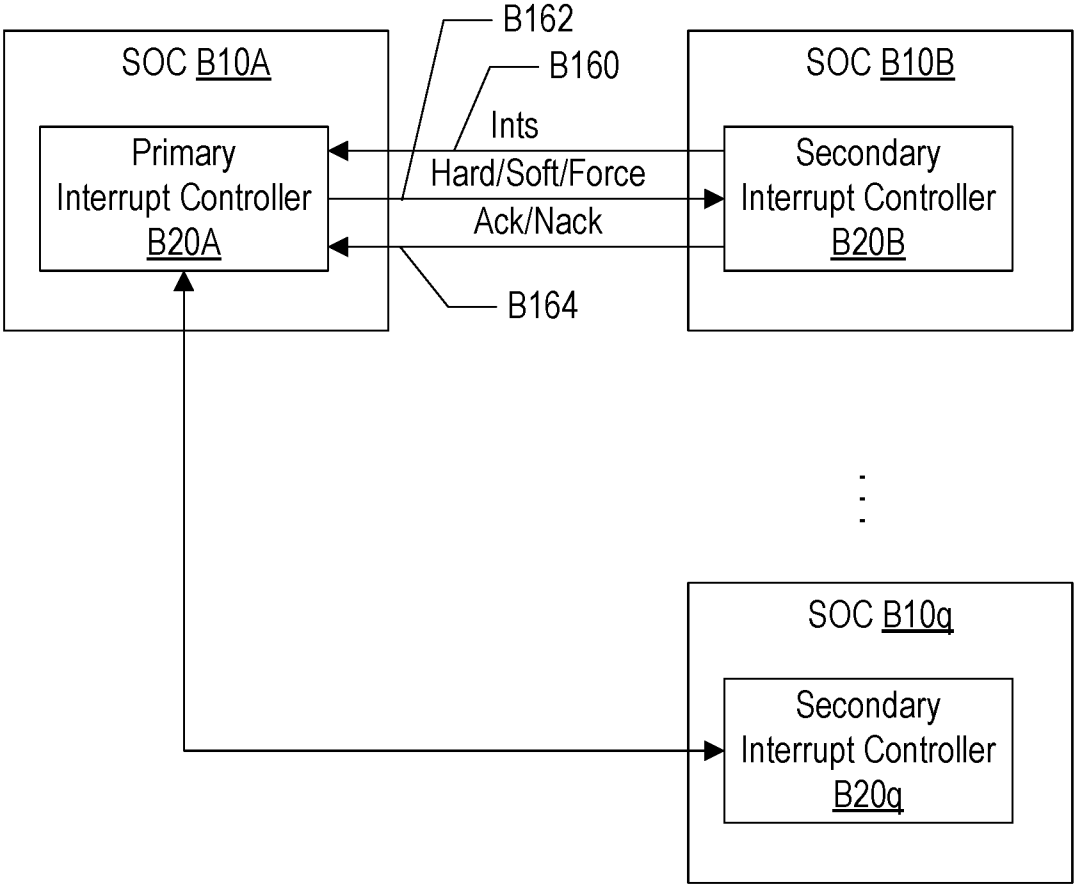 B162
SOC B10A
B160
SOC B10B
Ints
Primary
Interrupt Controller
B20A
Hard/Soft/Force
Ack/Nack
Secondary
Interrupt Controller
B20B
B164
SOC B10q
Secondary
Interrupt Controller
B20q